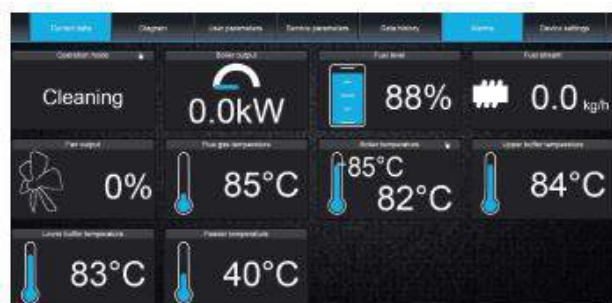 Current data Diagram User parameters Service parameters Data history Alarms Device settings
Operation mode Boiler output Fuel level Fuel stream
Cleaning 0.0kW 88% 0.0 kg/h
Fan output Flue gas temperature Boiler temperature Upper buffer temperature
0% 85°C 85°C 82°C 84°C
Lower buffer temperature Feeder temperature
83°C 40°C